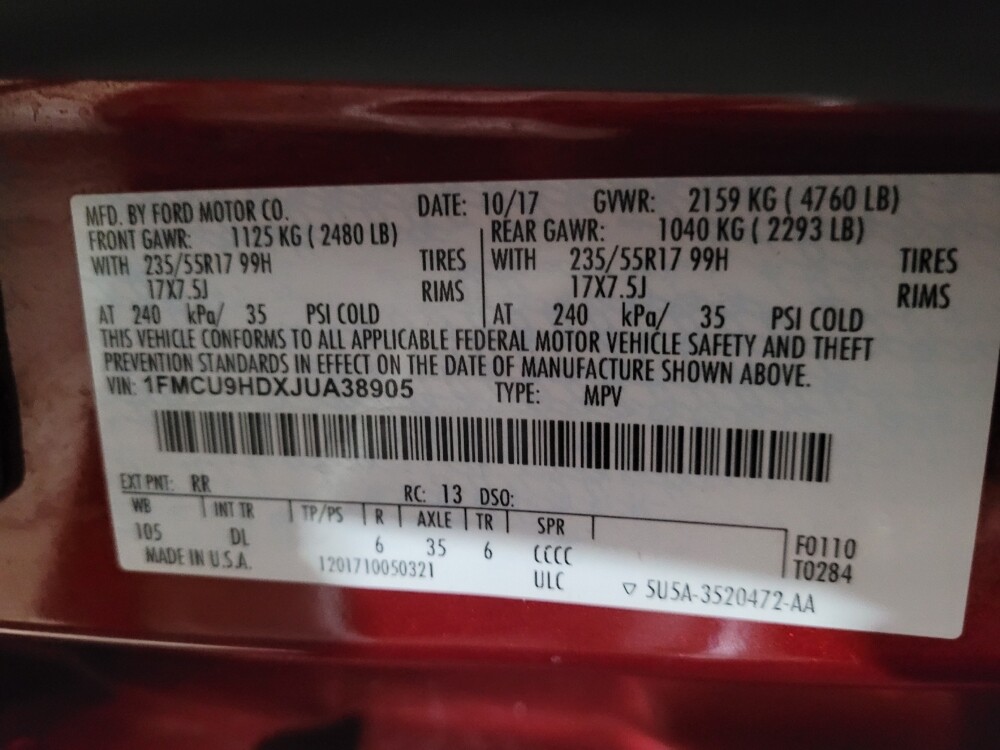 MFD. BY FORD MOTOR CO. DATE: 10/17 GVWR: 2159 KG ( 4760 LB)
FRONT GAWR: 1125 KG ( 2480 LB) REAR GAWR: 1040 KG ( 2293 LB)
WITH 235/55R17 99H TIRES WITH 235/55R17 99H TIRES
17X7.5J RIMS 17X7.5J RIMS
AT 240 kPa/ 35 PSI COLD AT 240 kPa/ 35 PSI COLD
THIS VEHICLE CONFORMS TO ALL APPLICABLE FEDERAL MOTOR VEHICLE SAFETY AND THEFT
PREVENTION STANDARDS IN EFFECT ON THE DATE OF MANUFACTURE SHOWN ABOVE.
VIN: 1FMCU9HDXJUA38905 TYPE: MPV
EXT PNT: RR RC: 13 DSO:
WB INT TR TP/PS R AXLE TR SPR
105 DL 6 35 6 CCCC F0110
MADE IN U.S.A. 1201710050321 ULC T0284
▽ 5U5A-3520472-AA